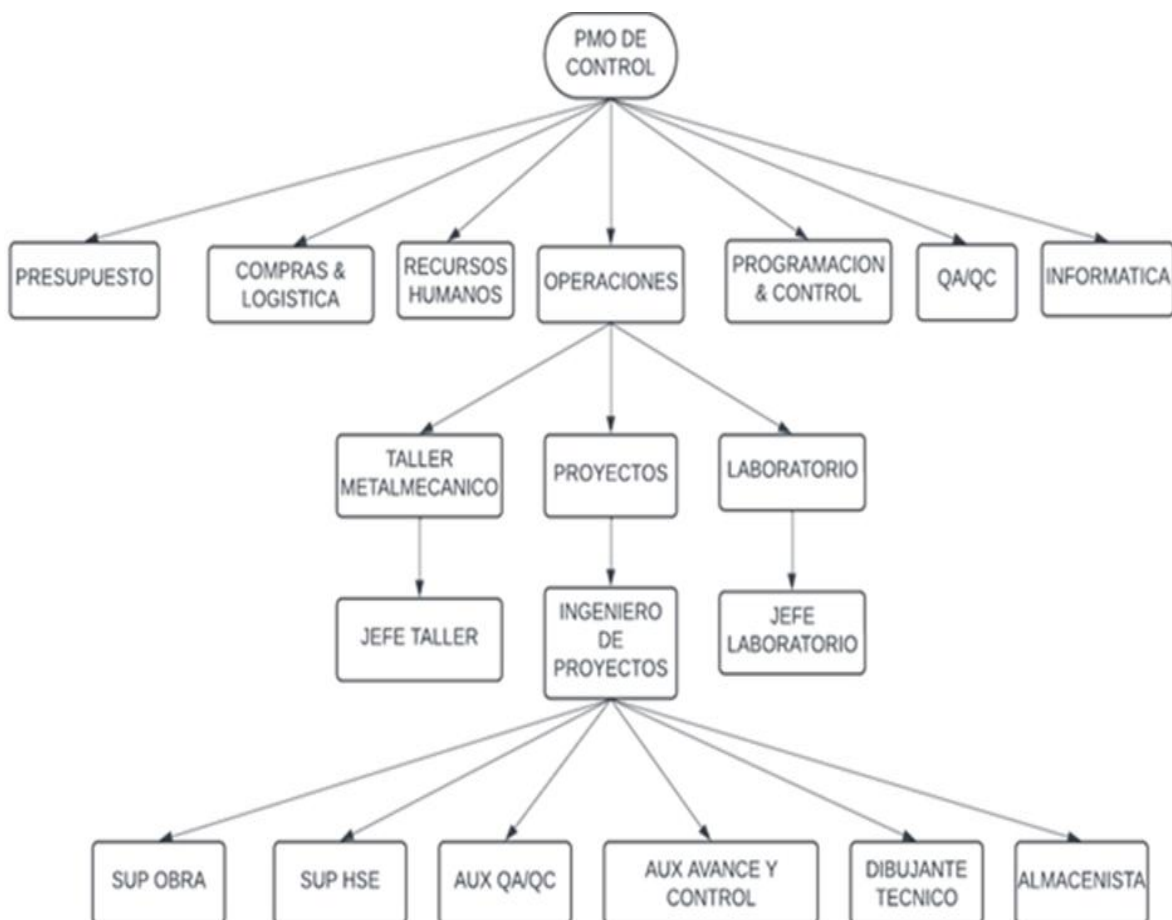 PMO DE
CONTROL
PRESUPUESTO
COMPRAS &
LOGISTICA
RECURSOS
HUMANOS
OPERACIONES
PROGRAMACION
& CONTROL
QA/QC
INFORMATICA
TALLER
METALMECANICO
PROYECTOS
LABORATORIO
JEFE TALLER
INGENIERO
DE
PROYECTOS
JEFE
LABORATORIO
SUP OBRA
SUP HSE
AUX QA/QC
AUX AVANCE Y
CONTROL
DIBUJANTE
TECNICO
ALMACENISTA